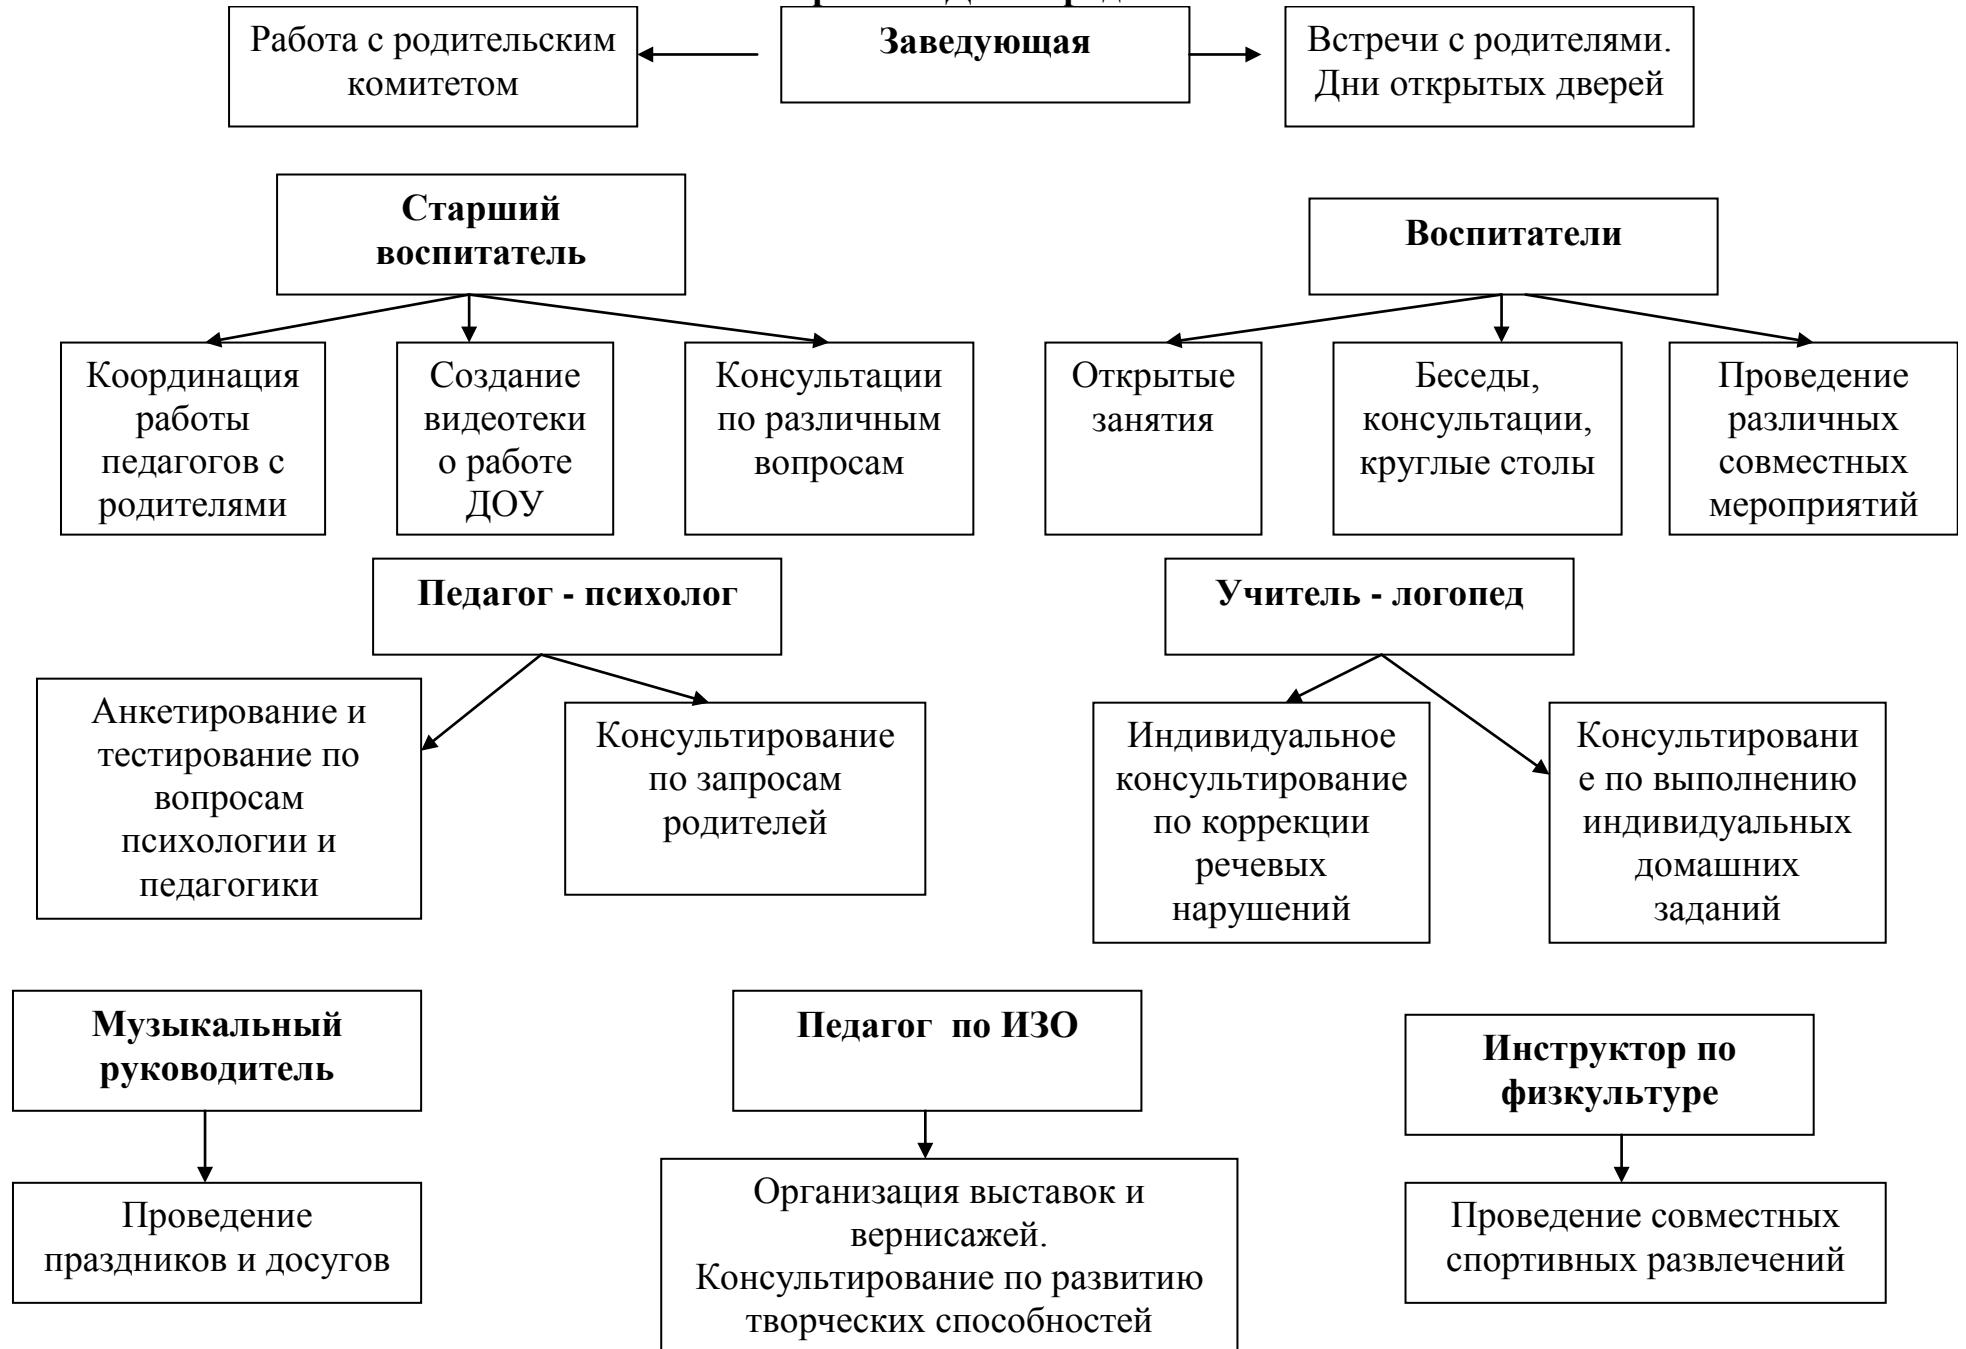 Работа с родительским
комитетом
Заведующая
Встречи с родителями.
Дни открытых дверей
Старший
воспитатель
Воспитатели
Координация
работы
педагогов с
родителями
Создание
видеотеки
о работе
ДОУ
Консультации
по различным
вопросам
Открытые
занятия
Беседы,
консультации,
круглые столы
Проведение
различных
совместных
мероприятий
Педагог - психолог
Учитель - логопед
Анкетирование и
тестирование по
вопросам
психологии и
педагогики
Консультирование
по запросам
родителей
Индивидуальное
консультирование
по коррекции
речевых
нарушений
Консультировани
е по выполнению
индивидуальных
домашних
заданий
Музыкальный
руководитель
Педагог  по ИЗО
Инструктор по
физкультуре
Проведение
праздников и досугов
Организация выставок и
вернисажей.
Консультирование по развитию
творческих способностей
Проведение совместных
спортивных развлечений